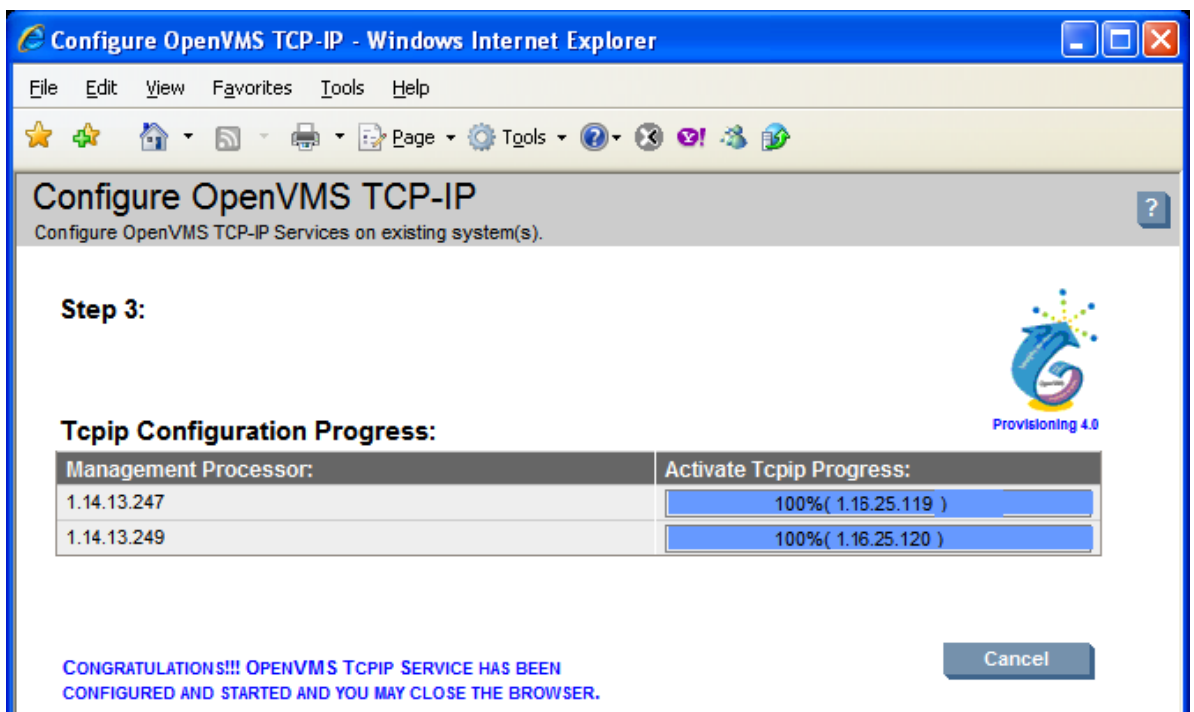 Configure OpenVMS TCP-IP - Windows Internet Explorer
File Edit View Favorites Tools Help
Page Tools
Configure OpenVMS TCP-IP
?
Configure OpenVMS TCP-IP Services on existing system(s).
Step 3:
Provisioning 4.0
Tcpip Configuration Progress:
Management Processor: Activate Tcpip Progress:
1.14.13.247 100%( 1.16.25.119 )
1.14.13.249 100%( 1.16.25.120 )
Cancel
CONGRATULATIONS!!! OPENVMS TCPIP SERVICE HAS BEEN
CONFIGURED AND STARTED AND YOU MAY CLOSE THE BROWSER.